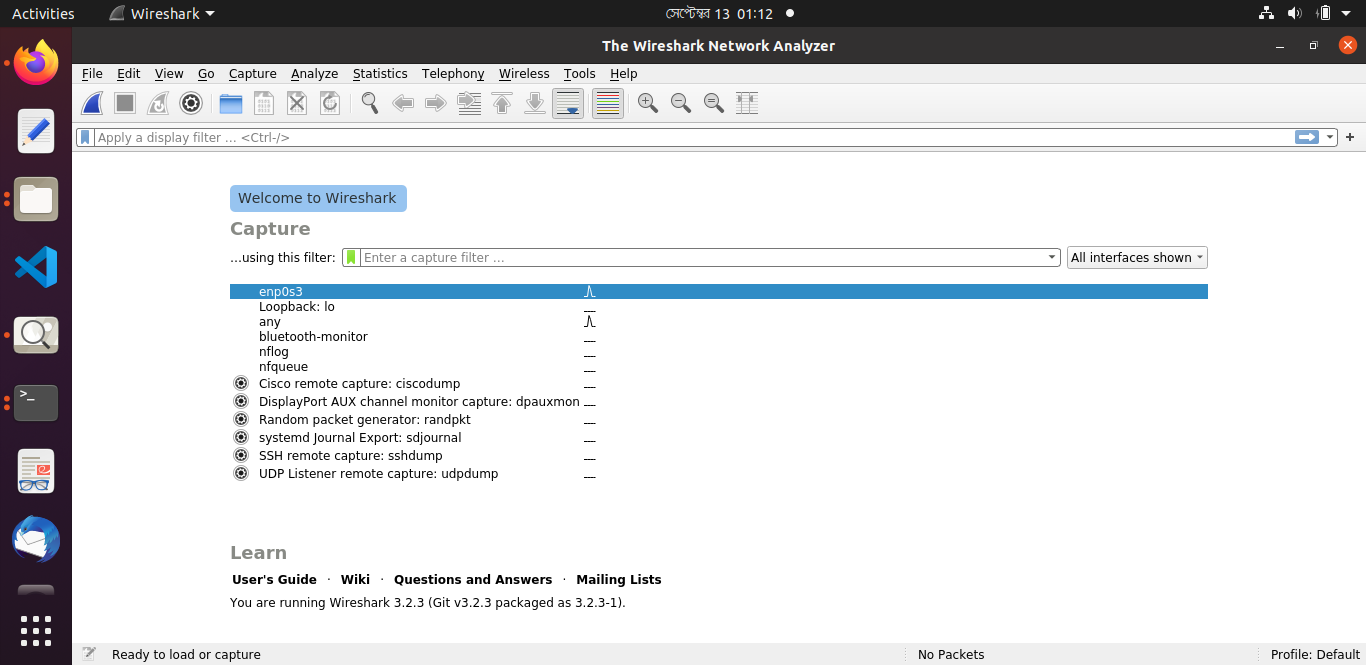 Activities Wireshark সেপ্টেম্বর 13 01:12
The Wireshark Network Analyzer
File Edit View Go Capture Analyze Statistics Telephony Wireless Tools Help
Apply a display filter … <Ctrl-/>
+
Welcome to Wireshark
Capture
…using this filter: Enter a capture filter … All interfaces shown
enp0s3
Loopback: lo
any
bluetooth-monitor
nflog
nfqueue
Cisco remote capture: ciscodump
DisplayPort AUX channel monitor capture: dpauxmon
Random packet generator: randpkt
systemd Journal Export: sdjournal
SSH remote capture: sshdump
UDP Listener remote capture: udpdump
Learn
User's Guide · Wiki · Questions and Answers · Mailing Lists
You are running Wireshark 3.2.3 (Git v3.2.3 packaged as 3.2.3-1).
Ready to load or capture No Packets Profile: Default